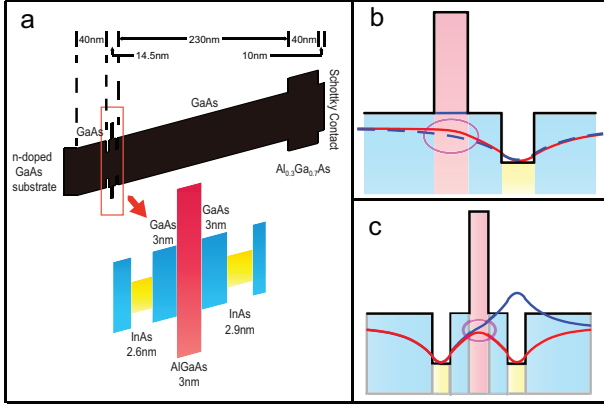 a
40nm
230nm
40nm
14.5nm
10nm
GaAs
GaAs
Schottky Contact
n-doped
GaAs
substrate
Al0.3Ga0.7As
GaAs
3nm
GaAs
3nm
InAs
2.6nm
InAs
2.9nm
AlGaAs
3nm
b
c